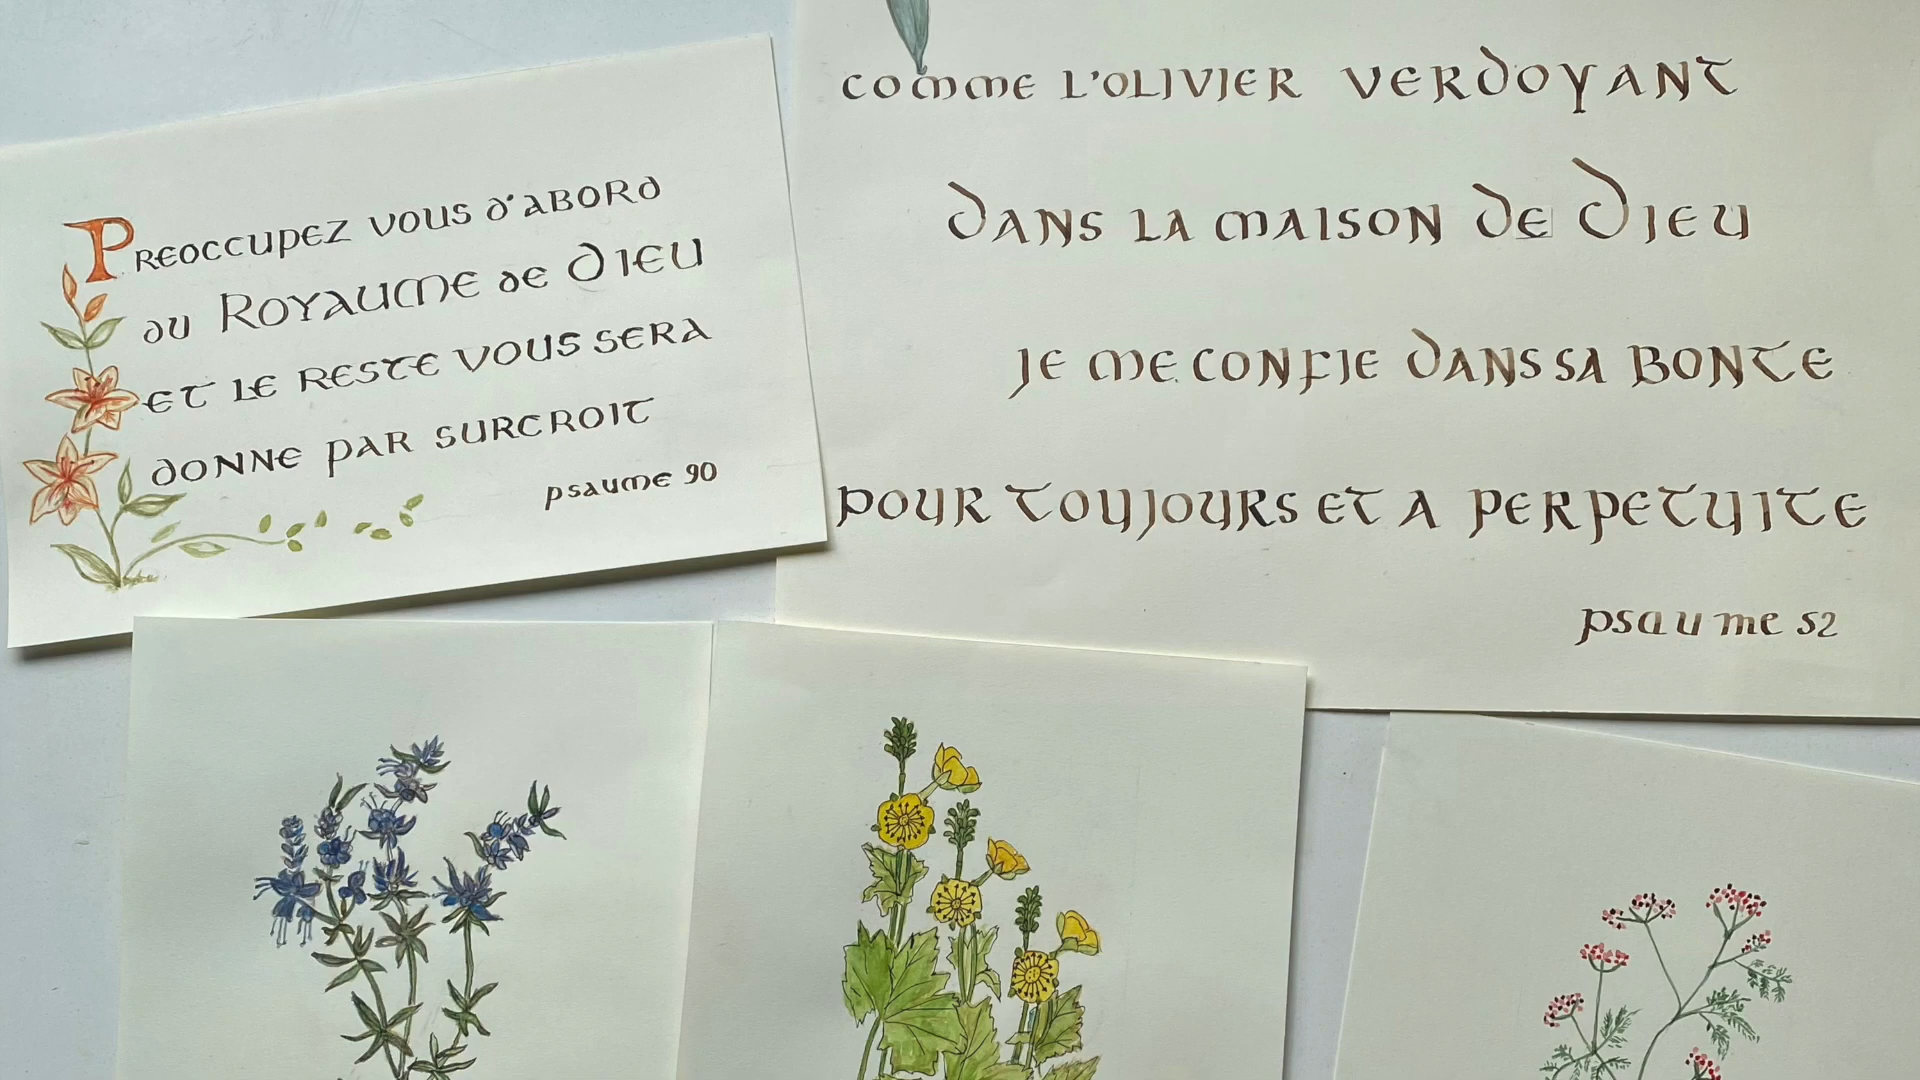 Preoccupez vous d'abord
au Royaume de Dieu
et le reste vous sera
donne par surcroit
psaume 90
comme l'olivier verdoyant
dans la maison de Dieu
je me confie dans sa bonte
pour toujours et a perpetuite
psaume 52